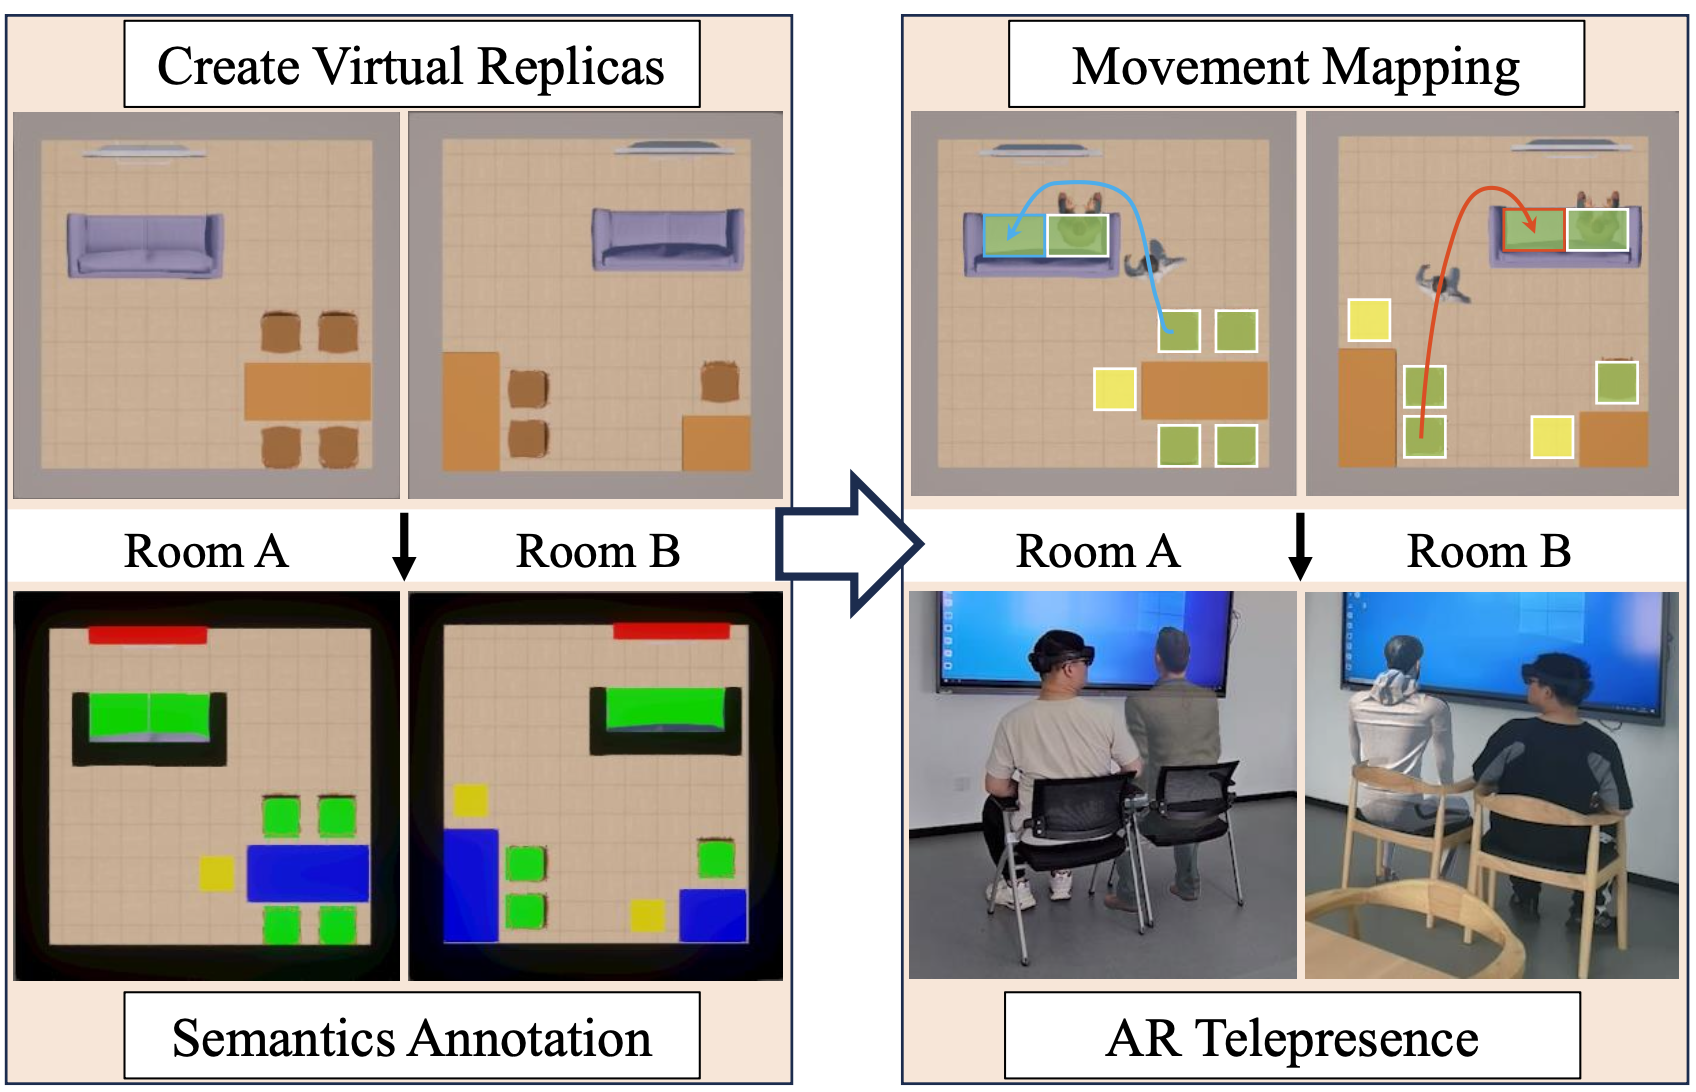 Create Virtual Replicas
Room A
Room B
Semantics Annotation
Movement Mapping
Room A
Room B
AR Telepresence